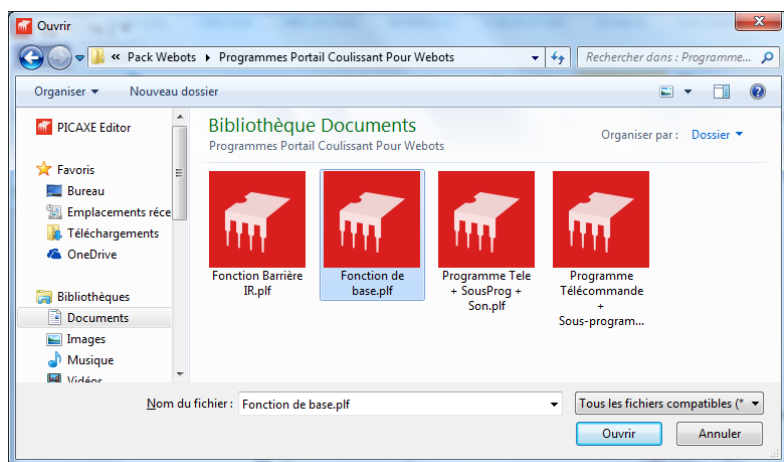 Ouvrir
« Pack Webots ▸ Programmes Portail Coulissant Pour Webots
Rechercher dans : Programme...
Organiser
Nouveau dossier
PICAXE Editor
Favoris
Bureau
Emplacements réce
Téléchargements
OneDrive
Bibliothèques
Documents
Images
Musique
Vidéos
Bibliothèque Documents
Programmes Portail Coulissant Pour Webots
Organiser par :
Dossier
Fonction Barrière
IR.plf
Fonction de
base.plf
Programme Tele
+ SousProg +
Son.plf
Programme
Télécommande
+
Sous-program...
Nom du fichier :
Fonction de base.plf
Tous les fichiers compatibles (*
Ouvrir
Annuler